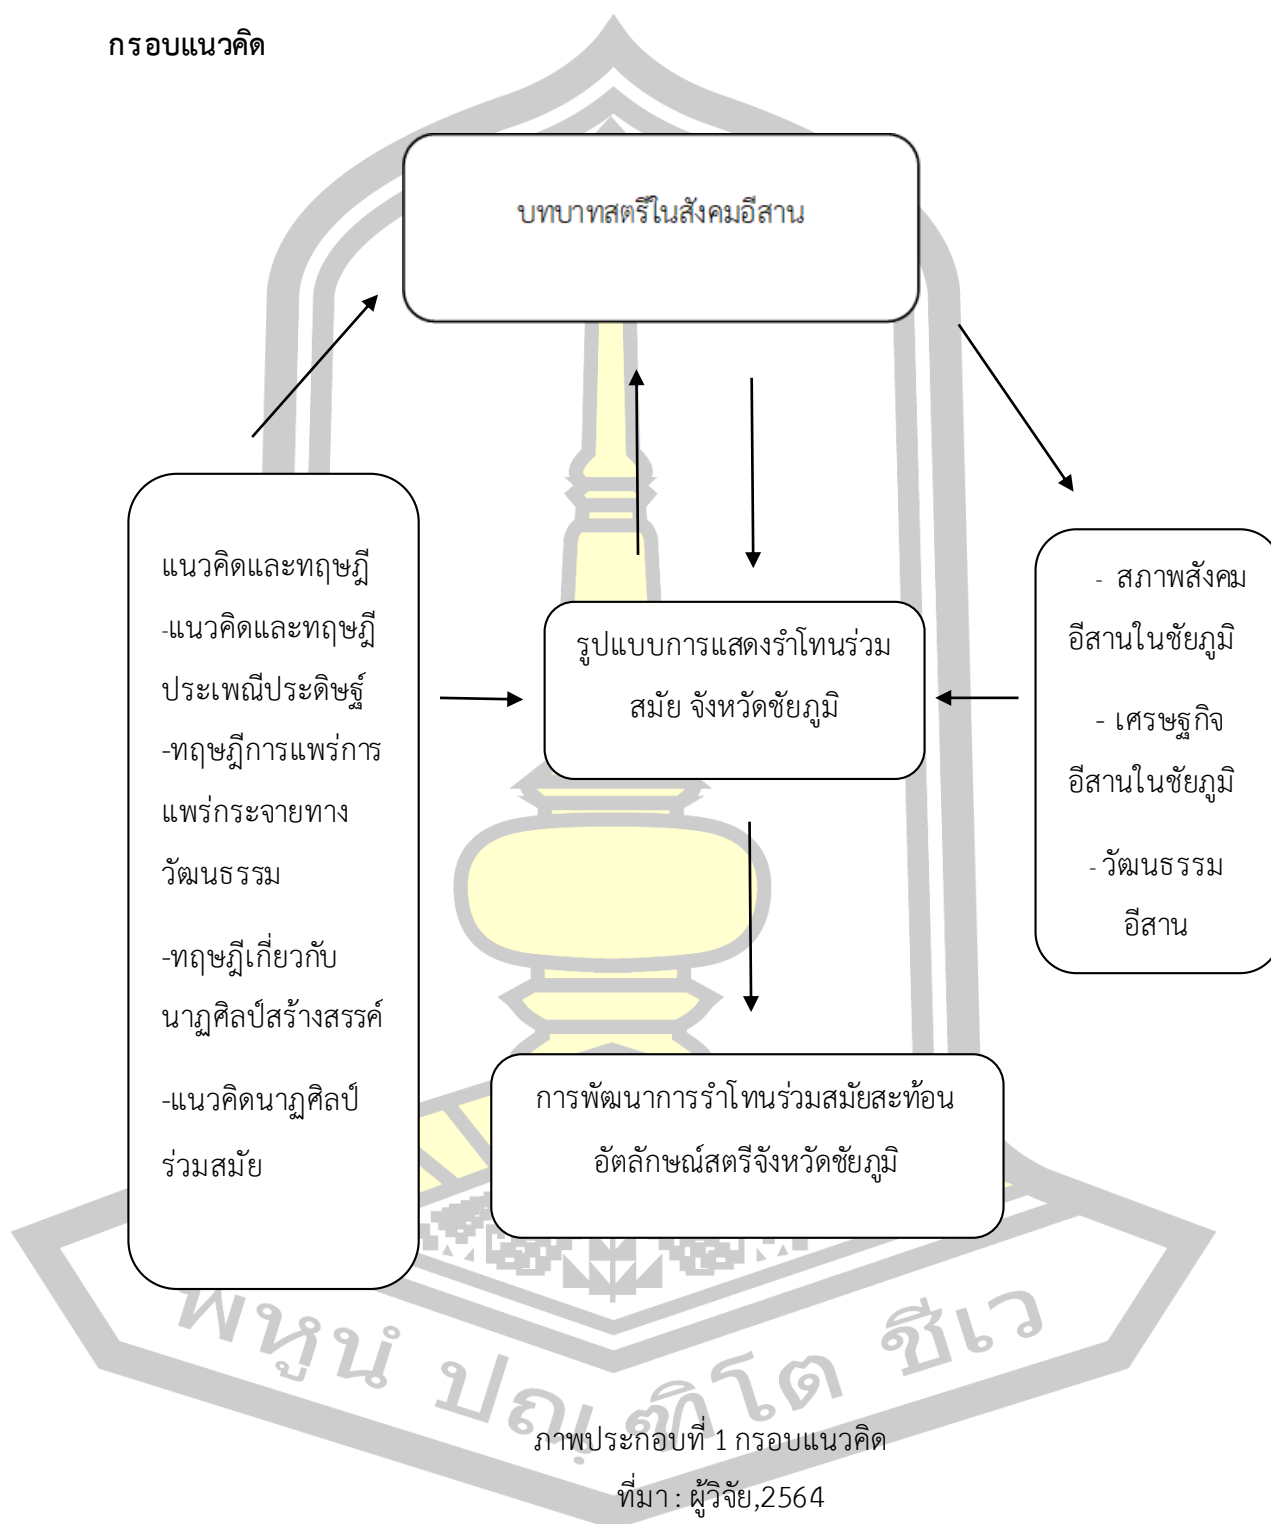 กรอบแนวคิด
บทบาทสตรีในสังคมอีสาน
แนวคิดและทฤษฎี
-แนวคิดและทฤษฎี
ประเพณีประดิษฐ์
-ทฤษฎีการแพร่การ
แพร่กระจายทาง
วัฒนธรรม
-ทฤษฎีเกี่ยวกับ
นาฏศิลป์สร้างสรรค์
-แนวคิดนาฏศิลป์
ร่วมสมัย
รูปแบบการแสดงรำโทนร่วม
สมัย จังหวัดชัยภูมิ
- สภาพสังคม
อีสานในชัยภูมิ
- เศรษฐกิจ
อีสานในชัยภูมิ
- วัฒนธรรม
อีสาน
การพัฒนาการรำโทนร่วมสมัยสะท้อน
อัตลักษณ์สตรีจังหวัดชัยภูมิ
พหูนํ ปณฺฑิโต ชีเว
ภาพประกอบที่ 1 กรอบแนวคิด
ที่มา : ผู้วิจัย,2564